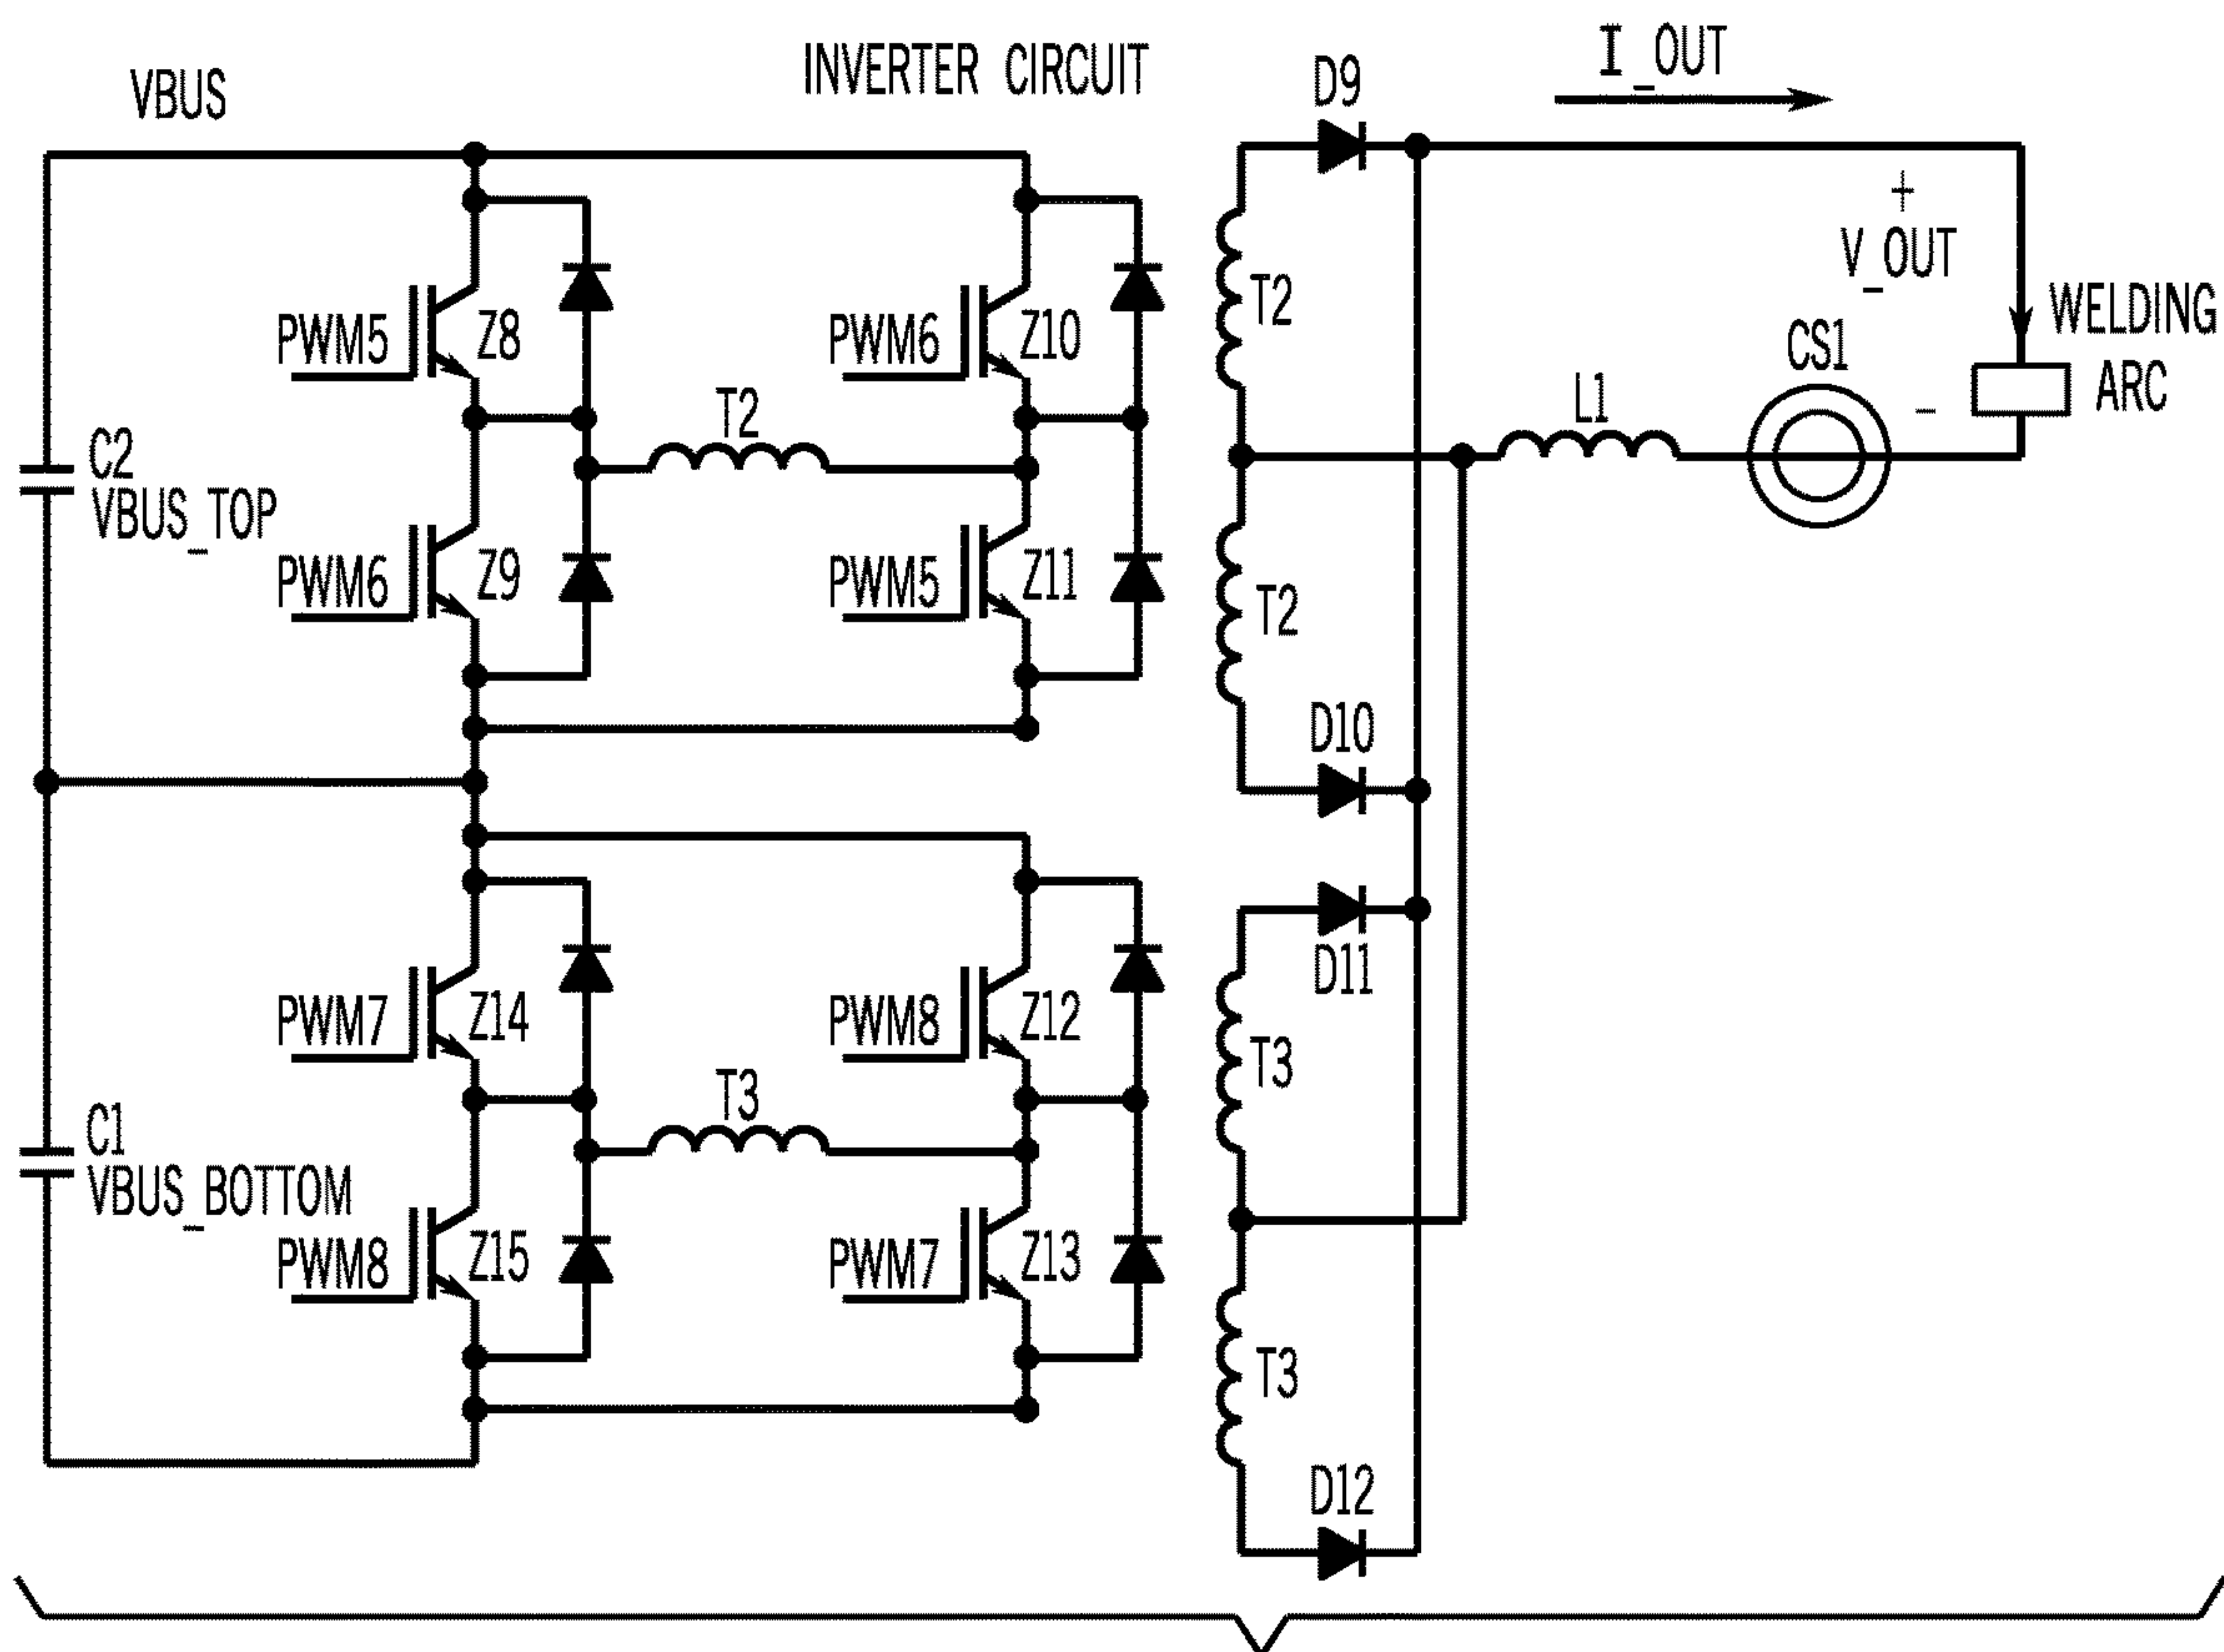 VBUS
INVERTER CIRCUIT
D9
I_OUT
+
V_OUT
WELDING
ARC
CS1
-
L1
T2
PWM5
Z8
PWM6
Z10
T2
C2
VBUS_TOP
PWM6
Z9
PWM5
Z11
T2
D10
D11
PWM7
Z14
PWM8
Z12
T3
T3
C1
VBUS_BOTTOM
PWM8
Z15
PWM7
Z13
T3
D12